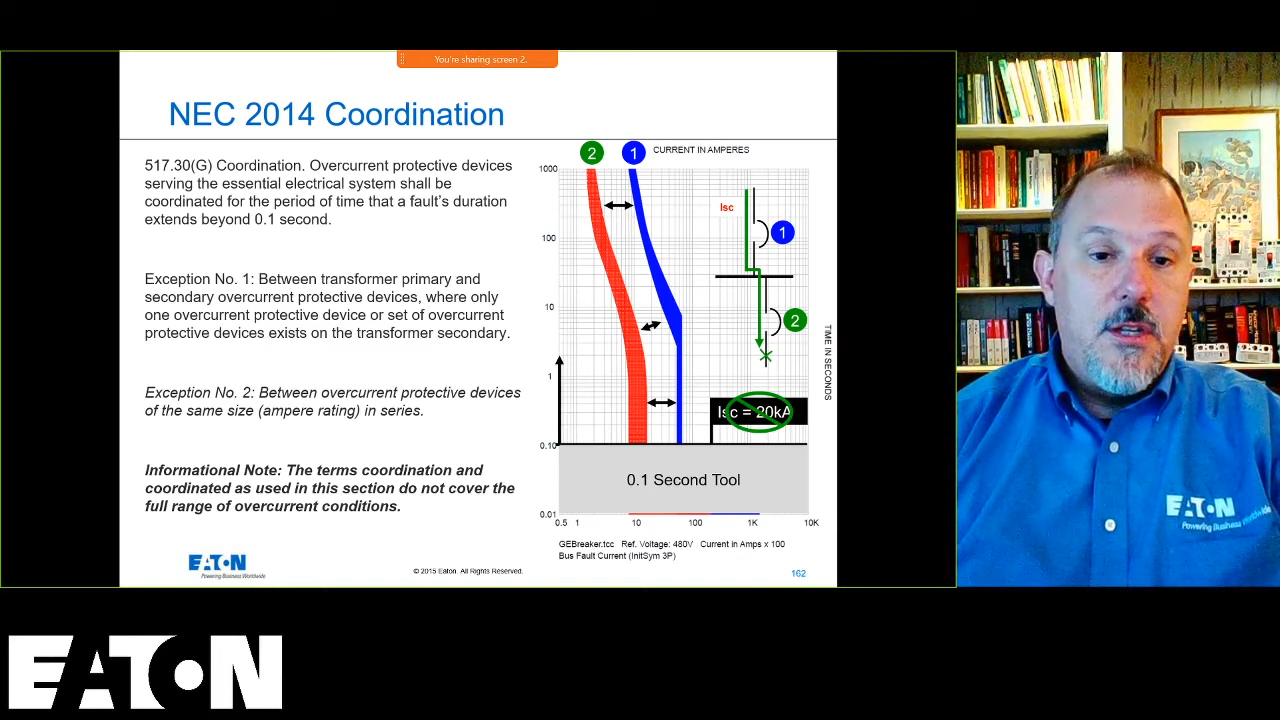 You're sharing screen 2.
NEC 2014 Coordination
517.30(G) Coordination. Overcurrent protective devices
serving the essential electrical system shall be
coordinated for the period of time that a fault's duration
extends beyond 0.1 second.
Exception No. 1: Between transformer primary and
secondary overcurrent protective devices, where only
one overcurrent protective device or set of overcurrent
protective devices exists on the transformer secondary.
Exception No. 2: Between overcurrent protective devices
of the same size (ampere rating) in series.
Informational Note: The terms coordination and
coordinated as used in this section do not cover the
full range of overcurrent conditions.
EATON
Powering Business Worldwide
© 2015 Eaton. All Rights Reserved.
2
1
CURRENT IN AMPERES
1000
100
10
1
0.10
0.01
Isc
1
2
TIME IN SECONDS
Isc = 20kA
0.1 Second Tool
0.5 1 10 100 1K 10K
GEBreaker.tcc Ref. Voltage: 480V Current in Amps x 100
Bus Fault Current (InitSym 3P)
162
EATON
Powering Business Worldwide
EATON